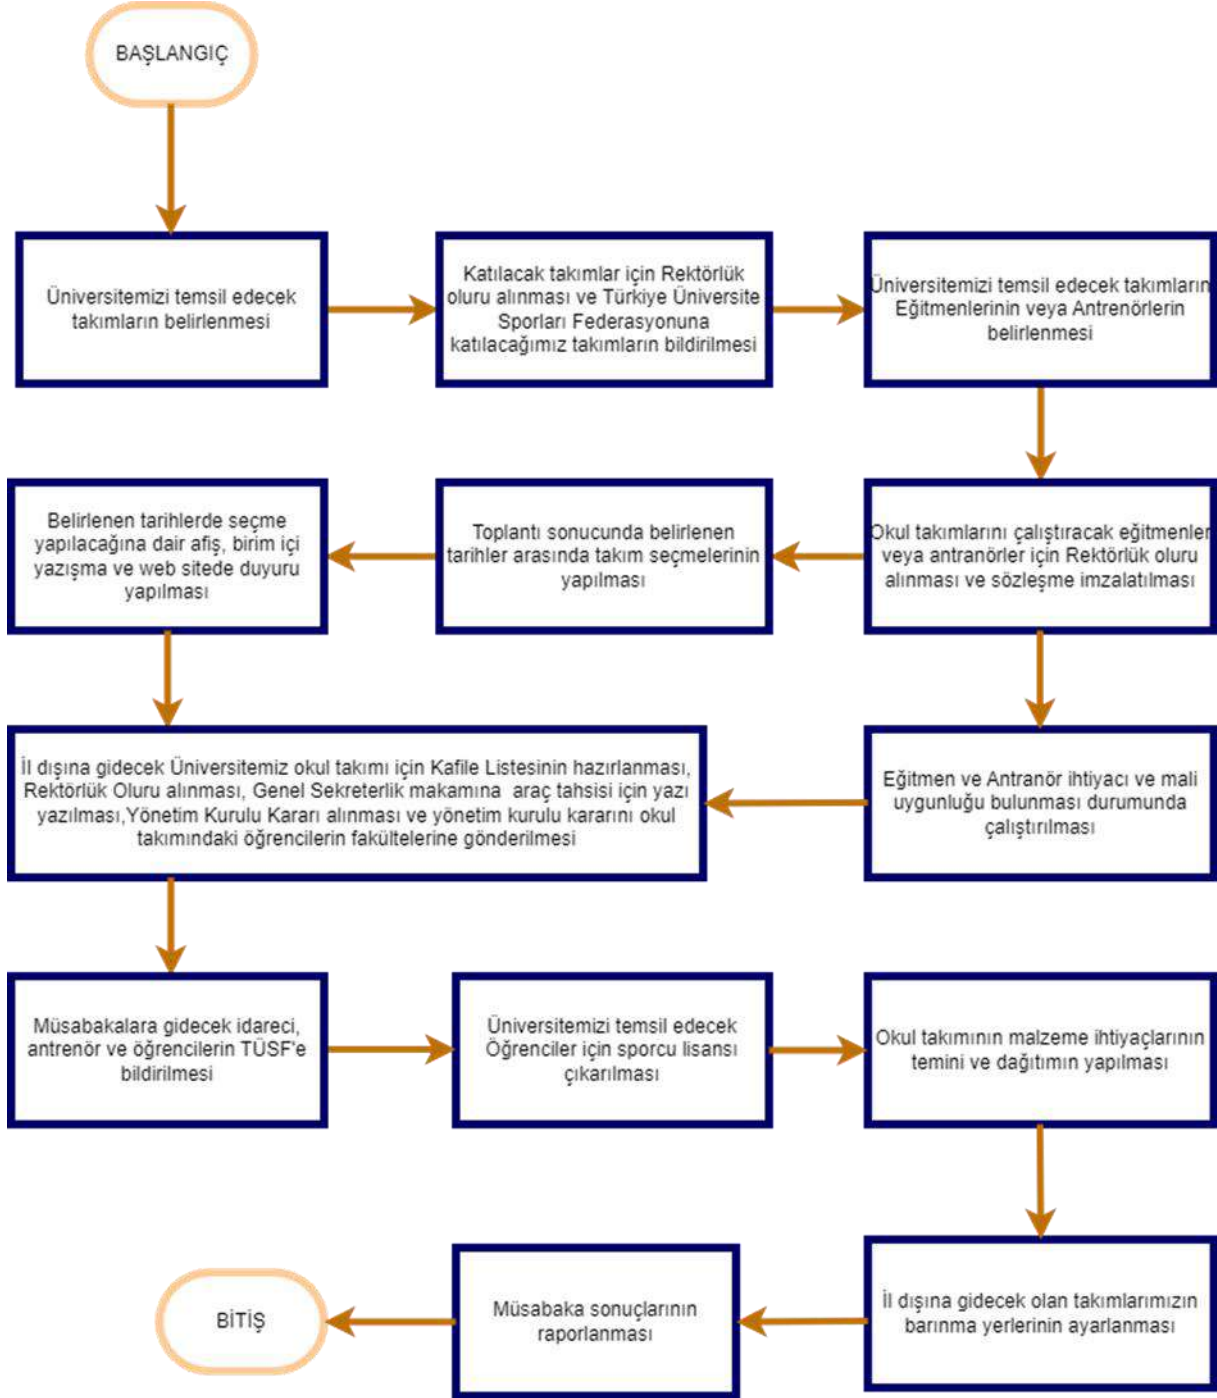 BAŞLANGIÇ
Üniversitemizi temsil edecek
takımların belirlenmesi
Katılacak takımlar için Rektörlük
oluru alınması ve Türkiye Üniversite
Sporları Federasyonuna
katılacağımız takımların bildirilmesi
Üniversitemizi temsil edecek takımların
Eğitmenlerinin veya Antrenörlerin
belirlenmesi
Okul takımlarını çalıştıracak eğitmenler
veya antranörler için Rektörlük oluru
alınması ve sözleşme imzalatılması
Toplantı sonucunda belirlenen
tarihler arasında takım seçmelerinin
yapılması
Belirlenen tarihlerde seçme
yapılacağına dair afiş, birim içi
yazışma ve web sitede duyuru
yapılması
Eğitmen ve Antranör ihtiyacı ve mali
uygunluğu bulunması durumunda
çalıştırılması
İl dışına gidecek Üniversitemiz okul takımı için Kafile Listesinin hazırlanması,
Rektörlük Oluru alınması, Genel Sekreterlik makamına araç tahsisi için yazı
yazılması,Yönetim Kurulu Kararı alınması ve yönetim kurulu kararını okul
takımındaki öğrencilerin fakültelerine gönderilmesi
Müsabakalara gidecek idareci,
antrenör ve öğrencilerin TÜSF'e
bildirilmesi
Üniversitemizi temsil edecek
Öğrenciler için sporcu lisansı
çıkarılması
Okul takımının malzeme ihtiyaçlarının
temini ve dağıtımın yapılması
İl dışına gidecek olan takımlarımızın
barınma yerlerinin ayarlanması
Müsabaka sonuçlarının
raporlanması
BİTİŞ